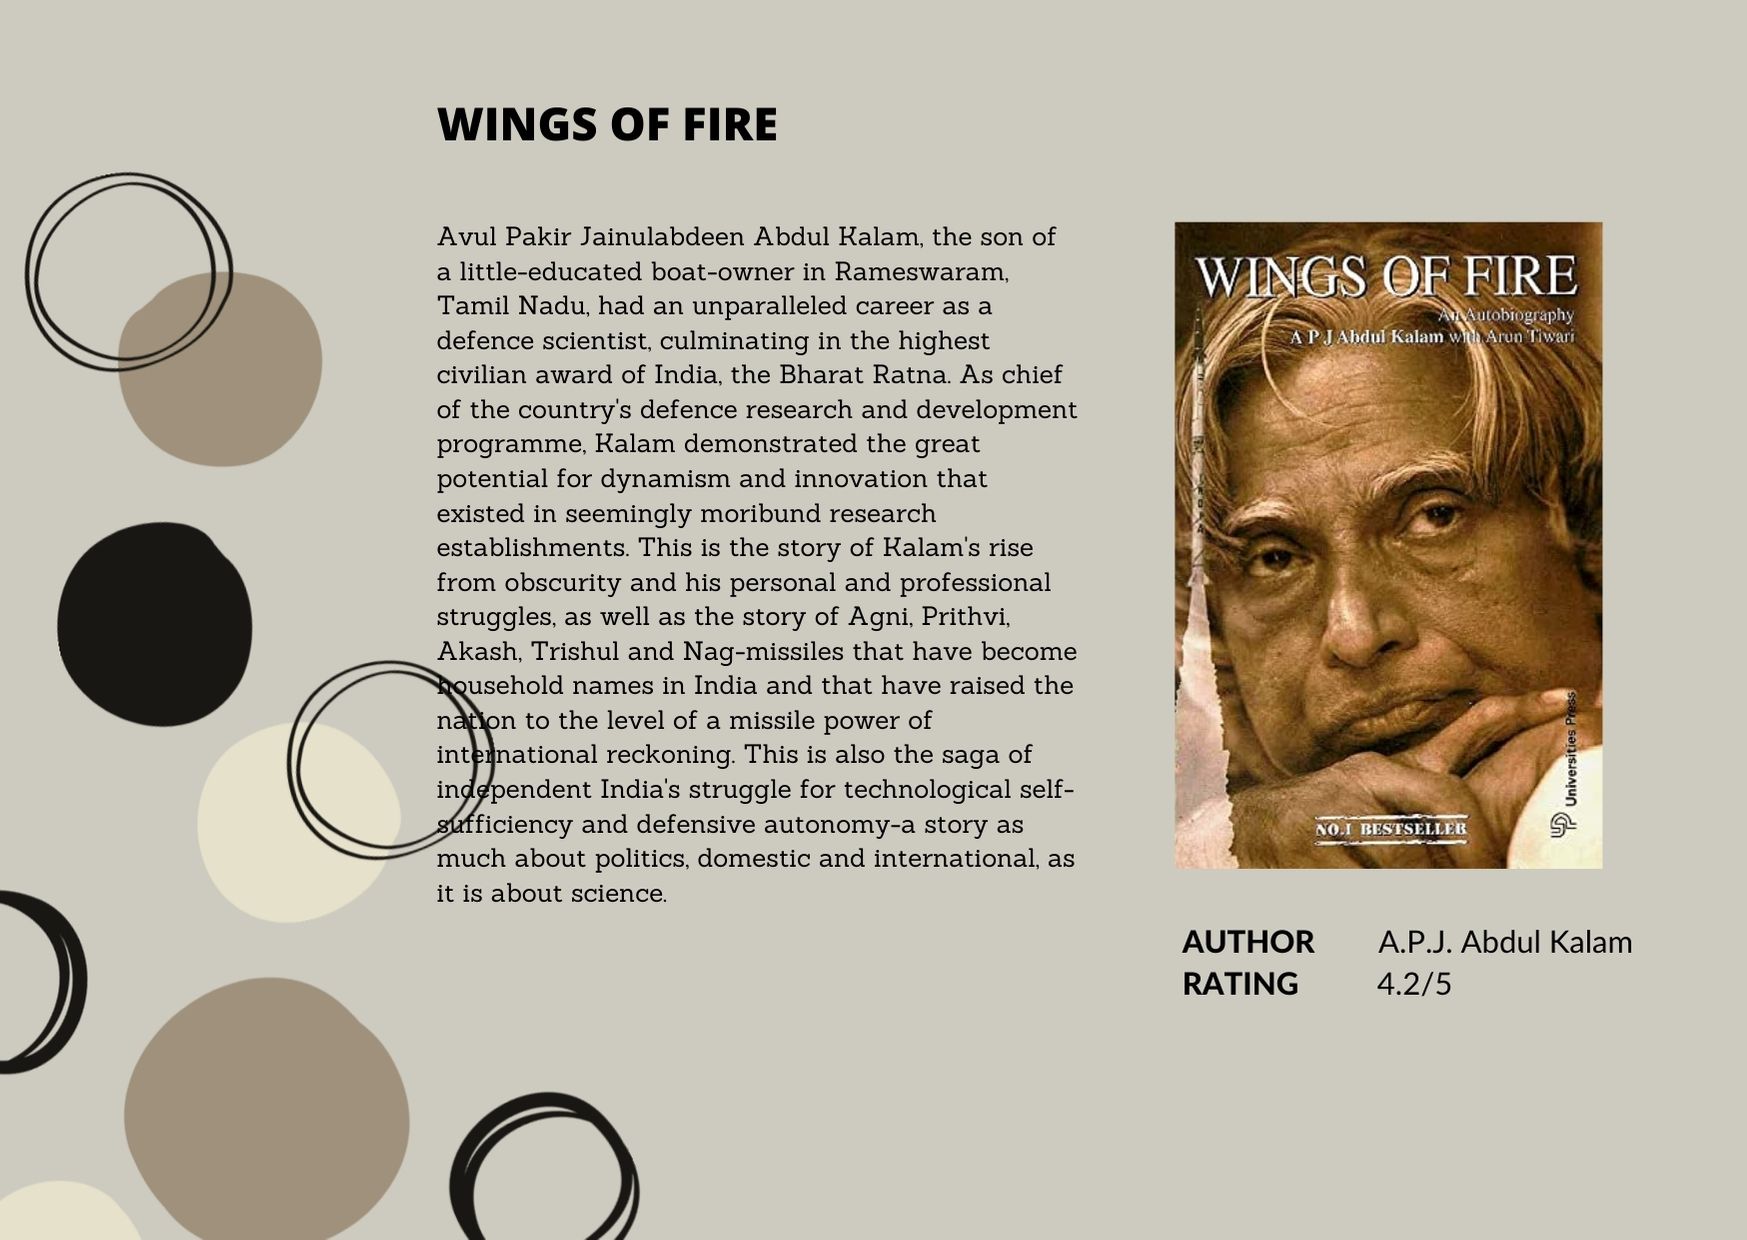 WINGS OF FIRE
Avul Pakir Jainulabdeen Abdul Kalam, the son of
a little-educated boat-owner in Rameswaram,
Tamil Nadu, had an unparalleled career as a
defence scientist, culminating in the highest
civilian award of India, the Bharat Ratna. As chief
of the country's defence research and development
programme, Kalam demonstrated the great
potential for dynamism and innovation that
existed in seemingly moribund research
establishments. This is the story of Kalam's rise
from obscurity and his personal and professional
struggles, as well as the story of Agni, Prithvi,
Akash, Trishul and Nag-missiles that have become
household names in India and that have raised the
nation to the level of a missile power of
international reckoning. This is also the saga of
independent India's struggle for technological self-
sufficiency and defensive autonomy-a story as
much about politics, domestic and international, as
it is about science.
WINGS OF FIRE
An Autobiography
A P J Abdul Kalam with Arun Tiwari
Universities Press
NO.1 BESTSELLER
AUTHOR A.P.J. Abdul Kalam
RATING 4.2/5